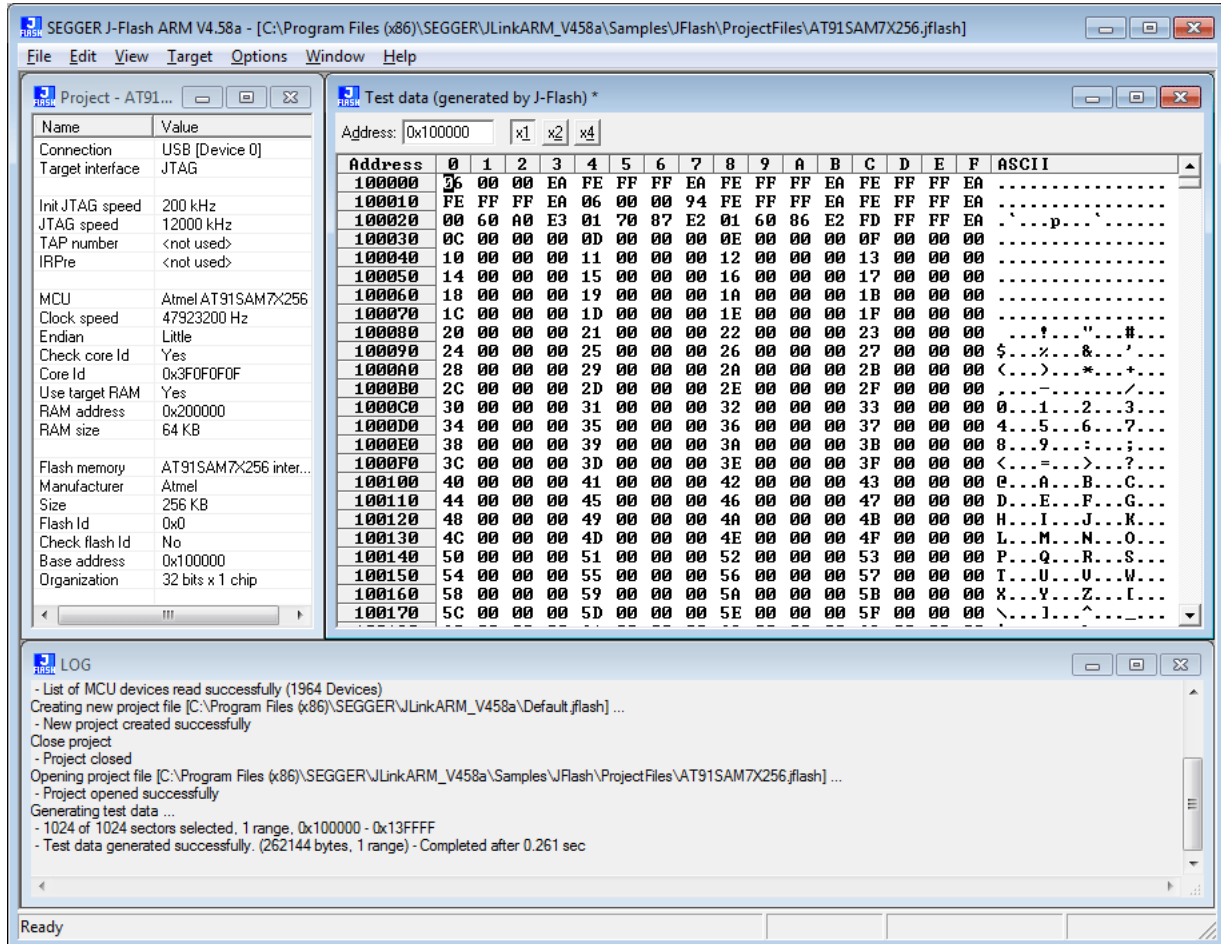 SEGGER J-Flash ARM V4.58a - [C:\Program Files (x86)\SEGGER\JLinkARM_V458a\Samples\JFlash\ProjectFiles\AT91SAM7X256.jflash]
File Edit View Target Options Window Help
Project - AT91...
Name Value
Connection USB [Device 0]
Target interface JTAG
Init JTAG speed 200 kHz
JTAG speed 12000 kHz
TAP number <not used>
IRPre <not used>
MCU Atmel AT91SAM7X256
Clock speed 47923200 Hz
Endian Little
Check core Id Yes
Core Id 0x3F0F0F0F
Use target RAM Yes
RAM address 0x200000
RAM size 64 KB
Flash memory AT91SAM7X256 inter...
Manufacturer Atmel
Size 256 KB
Flash Id 0x0
Check flash Id No
Base address 0x100000
Organization 32 bits x 1 chip
Test data (generated by J-Flash) *
Address: 0x100000 x1 x2 x4
Address 0 1 2 3 4 5 6 7 8 9 A B C D E F ASCII
100000 06 00 00 EA FE FF FF EA FE FF FF EA FE FF FF EA ................
100010 FE FF FF EA 06 00 00 94 FE FF FF EA FE FF FF EA ................
100020 00 60 A0 E3 01 70 87 E2 01 60 86 E2 FD FF FF EA .`...p...`......
100030 0C 00 00 00 0D 00 00 00 0E 00 00 00 0F 00 00 00 ................
100040 10 00 00 00 11 00 00 00 12 00 00 00 13 00 00 00 ................
100050 14 00 00 00 15 00 00 00 16 00 00 00 17 00 00 00 ................
100060 18 00 00 00 19 00 00 00 1A 00 00 00 1B 00 00 00 ................
100070 1C 00 00 00 1D 00 00 00 1E 00 00 00 1F 00 00 00 ................
100080 20 00 00 00 21 00 00 00 22 00 00 00 23 00 00 00  ...!..."...#...
100090 24 00 00 00 25 00 00 00 26 00 00 00 27 00 00 00 $...%...&...'...
1000A0 28 00 00 00 29 00 00 00 2A 00 00 00 2B 00 00 00 (...)...*...+...
1000B0 2C 00 00 00 2D 00 00 00 2E 00 00 00 2F 00 00 00 ,...-......./...
1000C0 30 00 00 00 31 00 00 00 32 00 00 00 33 00 00 00 0...1...2...3...
1000D0 34 00 00 00 35 00 00 00 36 00 00 00 37 00 00 00 4...5...6...7...
1000E0 38 00 00 00 39 00 00 00 3A 00 00 00 3B 00 00 00 8...9...:...;...
1000F0 3C 00 00 00 3D 00 00 00 3E 00 00 00 3F 00 00 00 <...=...>...?...
100100 40 00 00 00 41 00 00 00 42 00 00 00 43 00 00 00 @...A...B...C...
100110 44 00 00 00 45 00 00 00 46 00 00 00 47 00 00 00 D...E...F...G...
100120 48 00 00 00 49 00 00 00 4A 00 00 00 4B 00 00 00 H...I...J...K...
100130 4C 00 00 00 4D 00 00 00 4E 00 00 00 4F 00 00 00 L...M...N...O...
100140 50 00 00 00 51 00 00 00 52 00 00 00 53 00 00 00 P...Q...R...S...
100150 54 00 00 00 55 00 00 00 56 00 00 00 57 00 00 00 T...U...V...W...
100160 58 00 00 00 59 00 00 00 5A 00 00 00 5B 00 00 00 X...Y...Z...[...
100170 5C 00 00 00 5D 00 00 00 5E 00 00 00 5F 00 00 00 \...]...^..._...
LOG
- List of MCU devices read successfully (1964 Devices)
Creating new project file [C:\Program Files (x86)\SEGGER\JLinkARM_V458a\Default.jflash] ...
- New project created successfully
Close project
- Project closed
Opening project file [C:\Program Files (x86)\SEGGER\JLinkARM_V458a\Samples\JFlash\ProjectFiles\AT91SAM7X256.jflash] ...
- Project opened successfully
Generating test data ...
- 1024 of 1024 sectors selected, 1 range, 0x100000 - 0x13FFFF
- Test data generated successfully. (262144 bytes, 1 range) - Completed after 0.261 sec
Ready